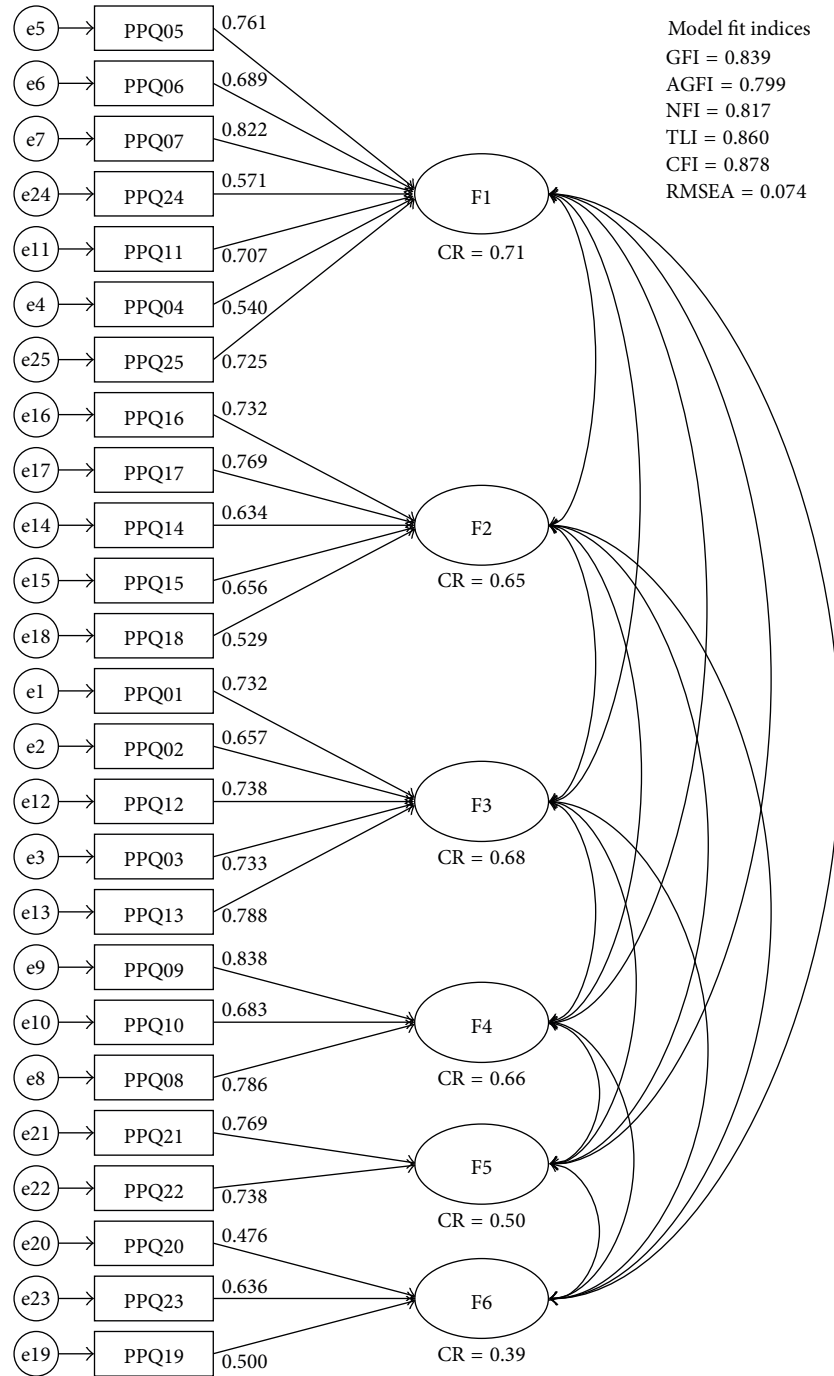 e5 PPQ05 0.761
e6 PPQ06 0.689
e7 PPQ07 0.822
e24 PPQ24 0.571
e11 PPQ11 0.707
e4 PPQ04 0.540
e25 PPQ25 0.725
e16 PPQ16 0.732
e17 PPQ17 0.769
e14 PPQ14 0.634
e15 PPQ15 0.656
e18 PPQ18 0.529
e1 PPQ01 0.732
e2 PPQ02 0.657
e12 PPQ12 0.738
e3 PPQ03 0.733
e13 PPQ13 0.788
e9 PPQ09 0.838
e10 PPQ10 0.683
e8 PPQ08 0.786
e21 PPQ21 0.769
e22 PPQ22 0.738
e20 PPQ20 0.476
e23 PPQ23 0.636
e19 PPQ19 0.500
F1
CR = 0.71
F2
CR = 0.65
F3
CR = 0.68
F4
CR = 0.66
F5
CR = 0.50
F6
CR = 0.39
Model fit indices
GFI = 0.839
AGFI = 0.799
NFI = 0.817
TLI = 0.860
CFI = 0.878
RMSEA = 0.074